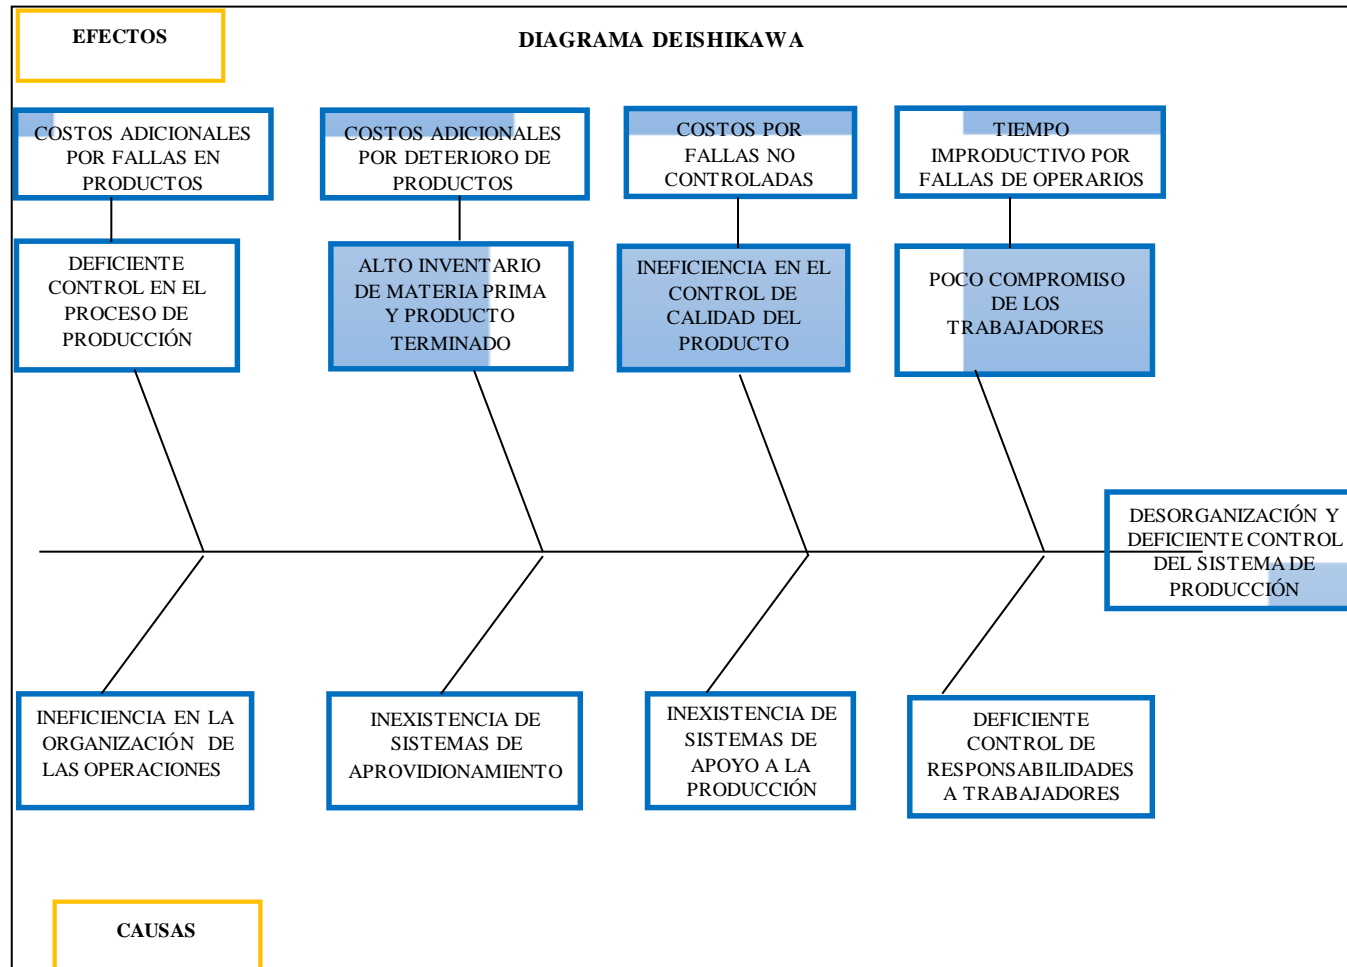 EFECTOS
DIAGRAMA DEISHIKAWA
COSTOS ADICIONALES
POR FALLAS EN
PRODUCTOS
COSTOS ADICIONALES
POR DETERIORO DE
PRODUCTOS
COSTOS POR
FALLAS NO
CONTROLADAS
TIEMPO
IMPRODUCTIVO POR
FALLAS DE OPERARIOS
DEFICIENTE
CONTROL EN EL
PROCESO DE
PRODUCCIÓN
ALTO INVENTARIO
DE MATERIA PRIMA
Y PRODUCTO
TERMINADO
INEFICIENCIA EN EL
CONTROL DE
CALIDAD DEL
PRODUCTO
POCO COMPROMISO
DE LOS
TRABAJADORES
DESORGANIZACIÓN Y
DEFICIENTE CONTROL
DEL SISTEMA DE
PRODUCCIÓN
INEFICIENCIA EN LA
ORGANIZACIÓN DE
LAS OPERACIONES
INEXISTENCIA DE
SISTEMAS DE
APROVIDIONAMIENTO
INEXISTENCIA DE
SISTEMAS DE
APOYO A LA
PRODUCCIÓN
DEFICIENTE
CONTROL DE
RESPONSABILIDADES
A TRABAJADORES
CAUSAS